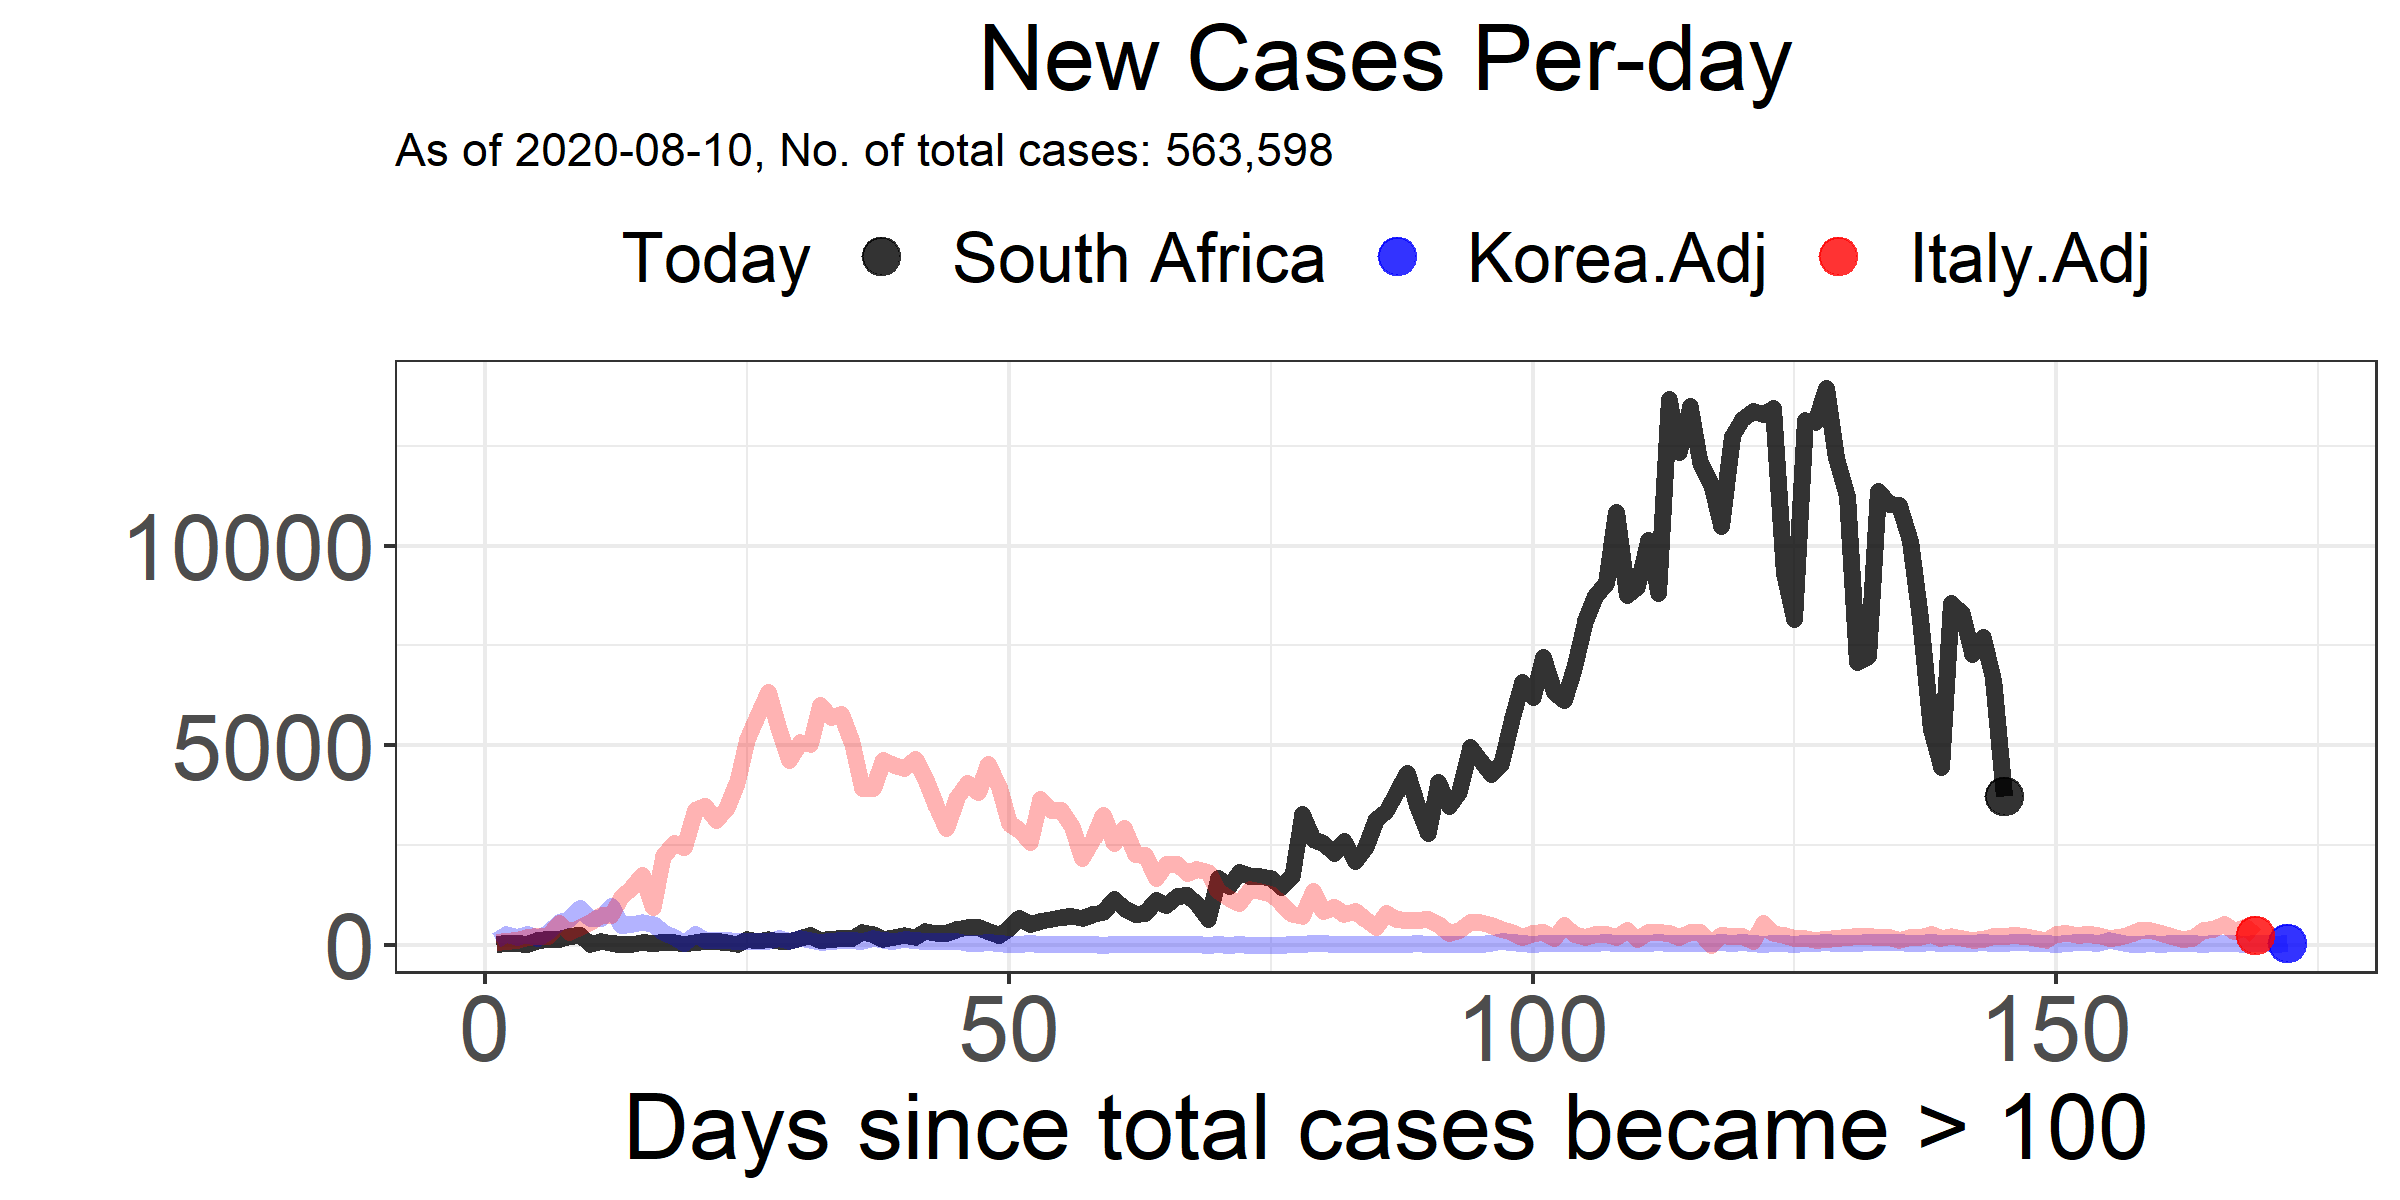 New Cases Per-day
As of 2020-08-10, No. of total cases: 563,598
Today South Africa Korea.Adj Italy.Adj
10000
5000
0
0 50 100 150
Days since total cases became > 100